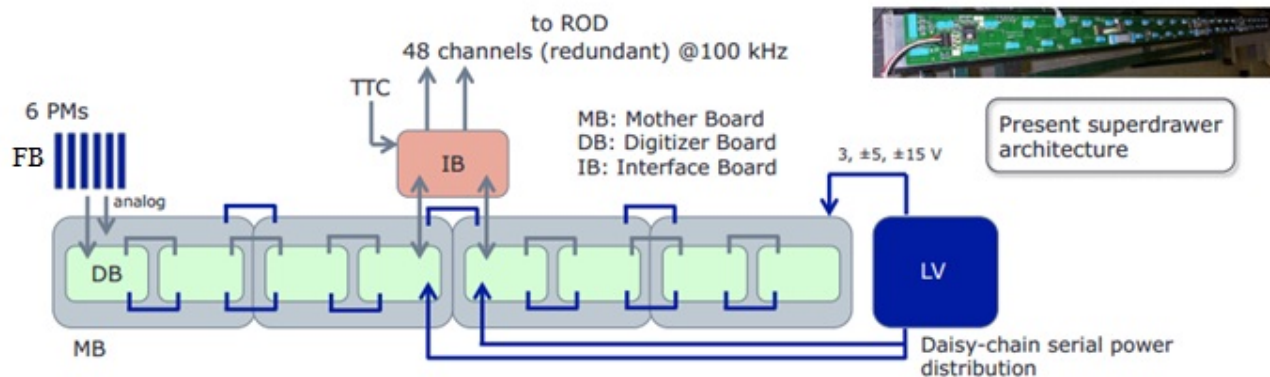 to ROD
48 channels (redundant) @100 kHz
TTC
6 PMs
FB
analog
IB
MB: Mother Board
DB: Digitizer Board
IB: Interface Board
Present superdrawer
architecture
3, ±5, ±15 V
DB
LV
MB
Daisy-chain serial power
distribution